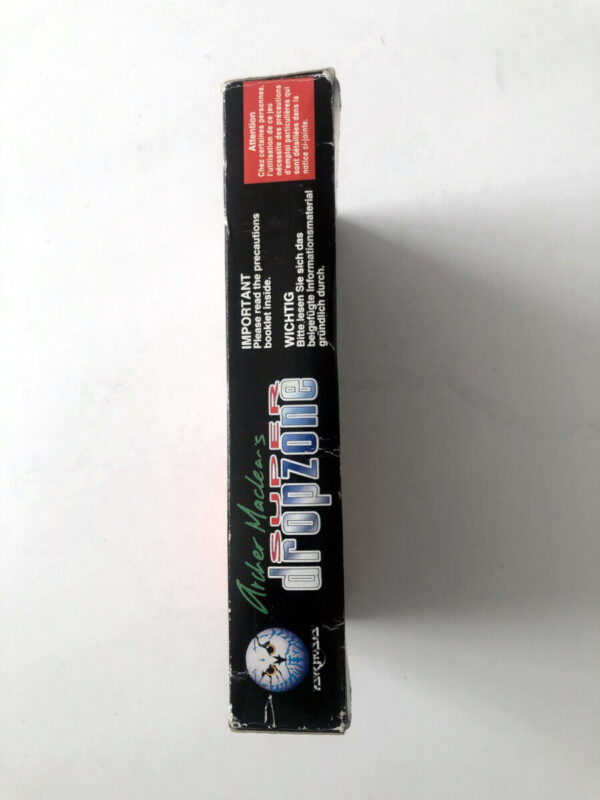 PSYGNOSIS
Archer Maclean's
SUPER
dropzone
IMPORTANT
Please read the precautions
booklet inside.
WICHTIG
Bitte lesen Sie sich das
beigefügte Informationsmaterial
gründlich durch.
Attention
Chez certaines personnes,
l'utilisation de ce jeu
nécessite des précautions
d'emploi particulières qui
sont détaillées dans la
notice ci-jointe.